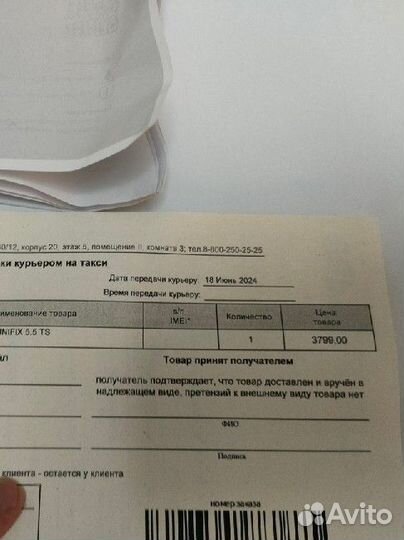 0/12, корпус 20, этаж 5, помещение II, комната 3; тел.8-800-250-25-25
ки курьером на такси
Дата передачи курьеру: 18 Июнь 2024
Время передачи курьеру:
именование товара s/n IMEI* Количество Цена товара
NIFIX 5.5 TS 1 3799.00
ал Товар принят получателем
получатель подтверждает, что товар доставлен и вручён в
надлежащем виде, претензий к внешнему виду товара нет
ФИО
Подпись
клиента - остается у клиента
номер заказа
Avito